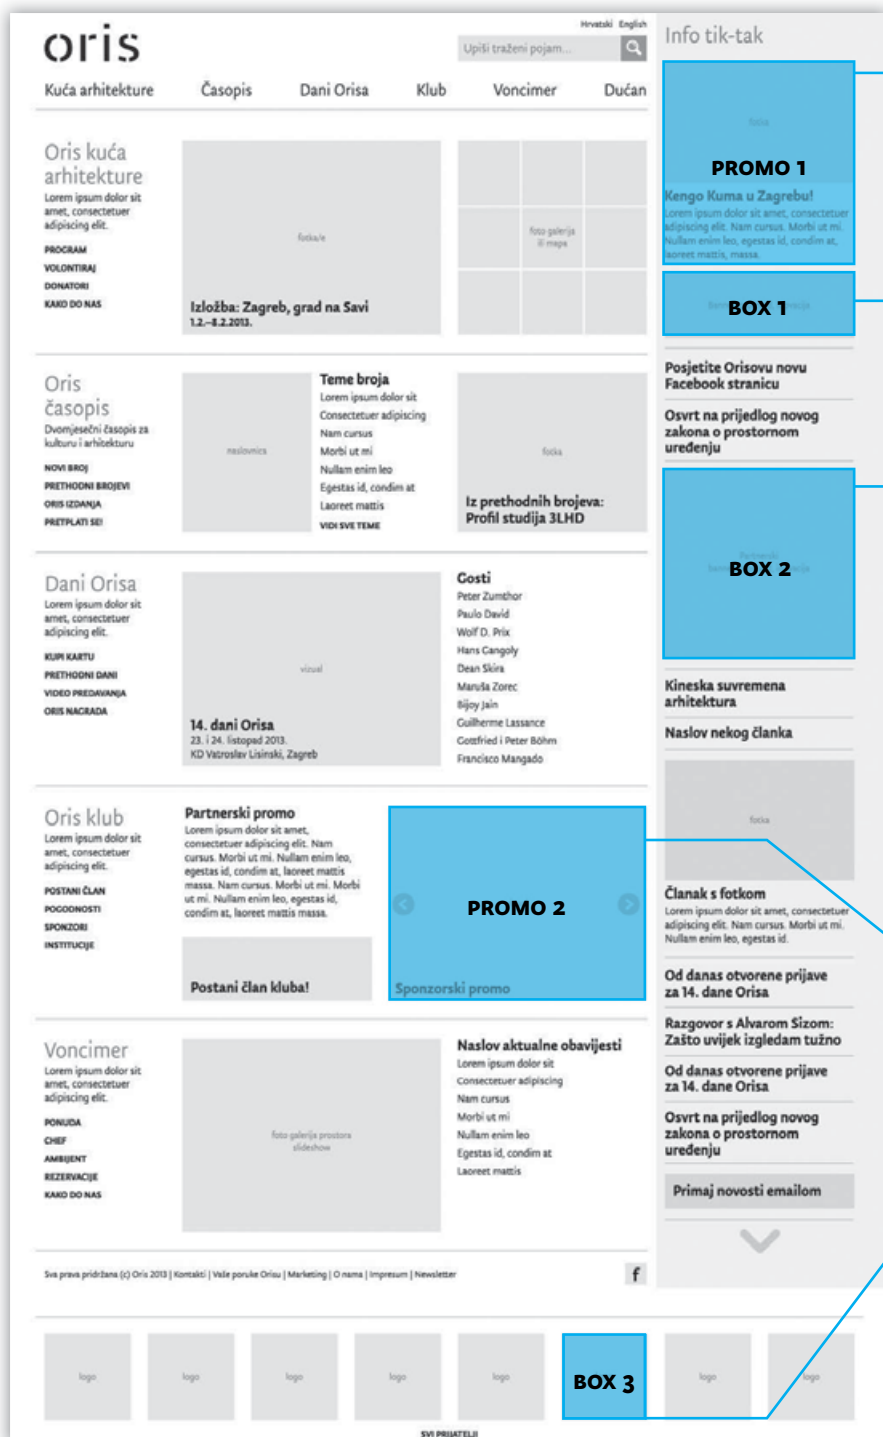 oris
Hrvatski English
Upiši traženi pojam...
Kuća arhitekture Časopis Dani Orisa Klub Voncimer Dućan
Oris kuća
arhitekture
Lorem ipsum dolor sit
amet, consectetuer
adipiscing elit.
PROGRAM
VOLONTIRAJ
DONATORI
KAKO DO NAS
fotka/e
Izložba: Zagreb, grad na Savi
1.2.–8.2.2013.
foto galerija
ili mapa
Oris
časopis
Dvomjesečni časopis za
kulturu i arhitekturu
NOVI BROJ
PRETHODNI BROJEVI
ORIS IZDANJA
PRETPLATI SE!
naslovnica
Teme broja
Lorem ipsum dolor sit
Consectetuer adipiscing
Nam cursus
Morbi ut mi
Nullam enim leo
Egestas id, condim at
Laoreet mattis
VIDI SVE TEME
fotka
Iz prethodnih brojeva:
Profil studija 3LHD
Dani Orisa
Lorem ipsum dolor sit
amet, consectetuer
adipiscing elit.
KUPI KARTU
PRETHODNI DANI
VIDEO PREDAVANJA
ORIS NAGRADA
vizual
14. dani Orisa
23. i 24. listopad 2013.
KD Vatroslav Lisinski, Zagreb
Gosti
Peter Zumthor
Paulo David
Wolf D. Prix
Hans Gangoly
Dean Skira
Maruša Zorec
Bijoy Jain
Guilherme Lassance
Gottfried i Peter Böhm
Francisco Mangado
Oris klub
Lorem ipsum dolor sit
amet, consectetuer
adipiscing elit.
POSTANI ČLAN
POGODNOSTI
SPONZORI
INSTITUCIJE
Partnerski promo
Lorem ipsum dolor sit amet,
consectetuer adipiscing elit. Nam
cursus. Morbi ut mi. Nullam enim leo,
egestas id, condim at, laoreet mattis
massa. Nam cursus. Morbi ut mi. Morbi
ut mi. Nullam enim leo, egestas id,
condim at, laoreet mattis massa.
Postani član kluba!
PROMO 2
Sponzorski promo
Voncimer
Lorem ipsum dolor sit
amet, consectetuer
adipiscing elit.
PONUDA
CHEF
AMBIJENT
REZERVACIJE
KAKO DO NAS
foto galerija prostora
slideshow
Naslov aktualne obavijesti
Lorem ipsum dolor sit
Consectetuer adipiscing
Nam cursus
Morbi ut mi
Nullam enim leo
Egestas id, condim at
Laoreet mattis
Sva prava pridržana (c) Oris 2013 | Kontakti | Vaše poruke Orisu | Marketing | O nama | Impresum | Newsletter
f
Info tik-tak
fotka
PROMO 1
Kengo Kuma u Zagrebu!
Lorem ipsum dolor sit amet, consectetuer
adipiscing elit. Nam cursus. Morbi ut mi.
Nullam enim leo, egestas id, condim at,
laoreet mattis, massa.
BOX 1
Posjetite Orisovu novu
Facebook stranicu
Osvrt na prijedlog novog
zakona o prostornom
uređenju
Partnerski
BOX 2
Kineska suvremena
arhitektura
Naslov nekog članka
fotka
Članak s fotkom
Lorem ipsum dolor sit amet, consectetuer
adipiscing elit. Nam cursus. Morbi ut mi.
Nullam enim leo, egestas id.
Od danas otvorene prijave
za 14. dane Orisa
Razgovor s Alvarom Sizom:
Zašto uvijek izgledam tužno
Od danas otvorene prijave
za 14. dane Orisa
Osvrt na prijedlog novog
zakona o prostornom
uređenju
Primaj novosti emailom
logo logo logo logo logo BOX 3 logo logo
SVI PRIJATELJI